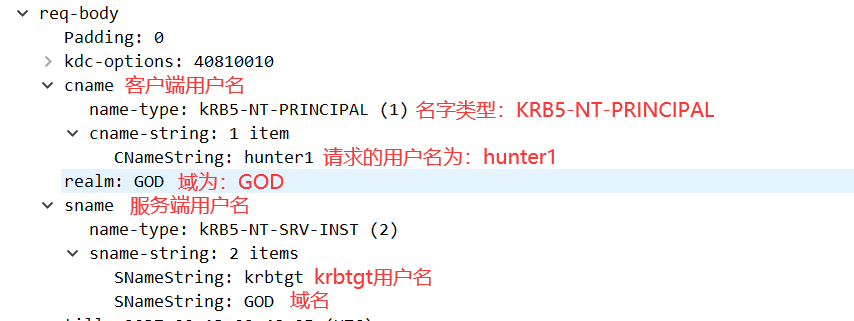 req-body
Padding: 0
kdc-options: 40810010
cname 客户端用户名
name-type: kRB5-NT-PRINCIPAL (1) 名字类型：KRB5-NT-PRINCIPAL
cname-string: 1 item
CNameString: hunter1 请求的用户名为：hunter1
realm: GOD 域为：GOD
sname 服务端用户名
name-type: kRB5-NT-SRV-INST (2)
sname-string: 2 items
SNameString: krbtgt krbtgt用户名
SNameString: GOD 域名